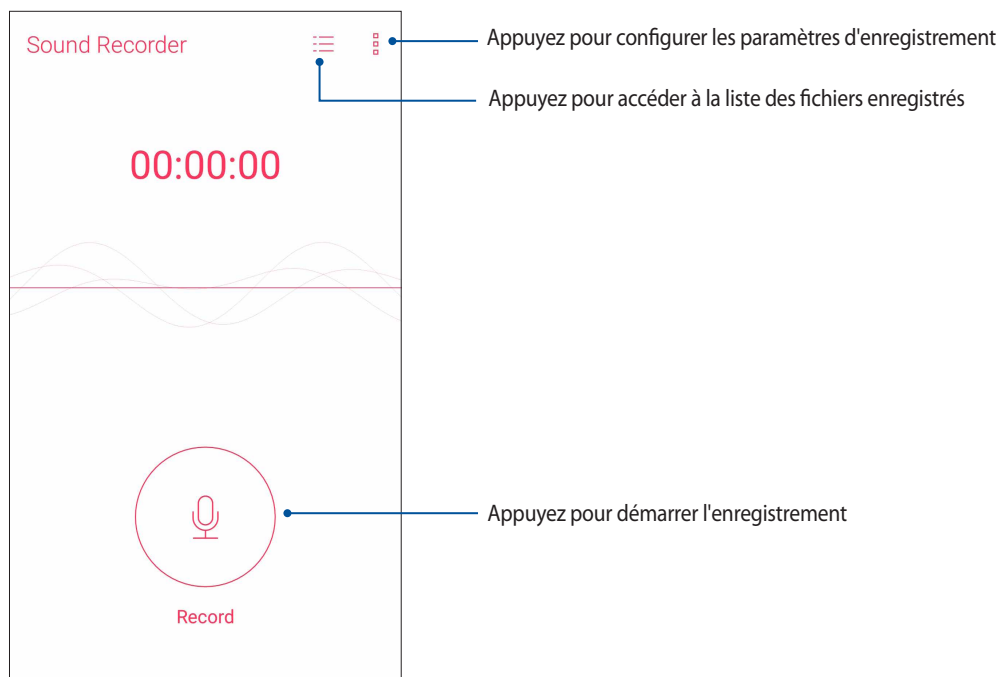 Sound Recorder
Appuyez pour configurer les paramètres d'enregistrement
Appuyez pour accéder à la liste des fichiers enregistrés
00:00:00
Appuyez pour démarrer l'enregistrement
Record